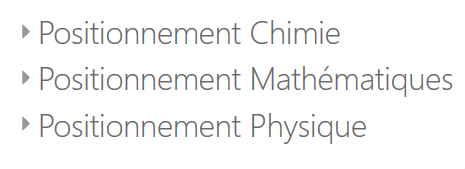 Positionnement Chimie
Positionnement Mathématiques
Positionnement Physique